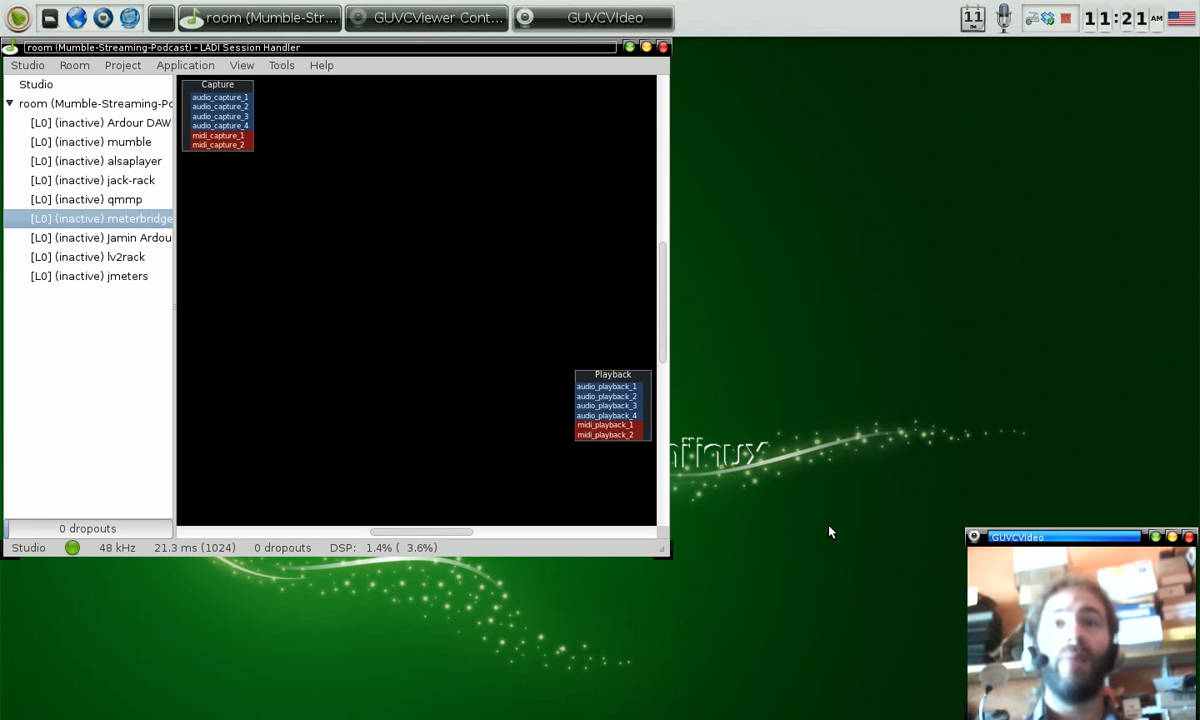 room (Mumble-Str...
GUVCViewer Cont...
GUVCVideo
11
11:21 AM
room (Mumble-Streaming-Podcast) - LADI Session Handler
Studio Room Project Application View Tools Help
Studio
room (Mumble-Streaming-Pc
[L0] (inactive) Ardour DAW
[L0] (inactive) mumble
[L0] (inactive) alsaplayer
[L0] (inactive) jack-rack
[L0] (inactive) qmmp
[L0] (inactive) meterbridge
[L0] (inactive) Jamin Ardou
[L0] (inactive) lv2rack
[L0] (inactive) jmeters
Capture
audio_capture_1
audio_capture_2
audio_capture_3
audio_capture_4
midi_capture_1
midi_capture_2
Playback
audio_playback_1
audio_playback_2
audio_playback_3
audio_playback_4
midi_playback_1
midi_playback_2
0 dropouts
Studio 48 kHz 21.3 ms (1024) 0 dropouts DSP: 1.4% ( 3.6%)
GUVCVideo